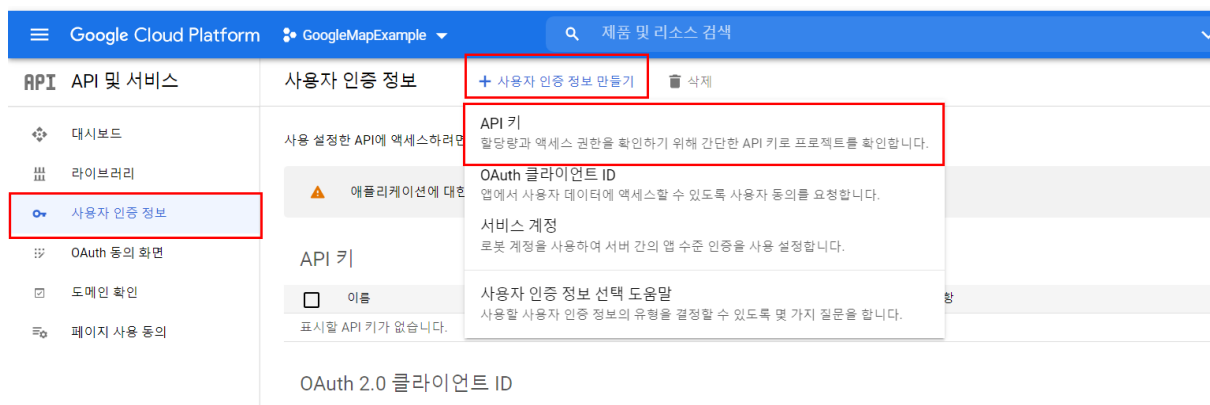 Google Cloud Platform GoogleMapExample 제품 및 리소스 검색
API API 및 서비스
사용자 인증 정보
+ 사용자 인증 정보 만들기
삭제
대시보드
라이브러리
사용자 인증 정보
OAuth 동의 화면
도메인 확인
페이지 사용 동의
사용 설정한 API에 액세스하려면
애플리케이션에 대한
API 키
할당량과 액세스 권한을 확인하기 위해 간단한 API 키로 프로젝트를 확인합니다.
OAuth 클라이언트 ID
앱에서 사용자 데이터에 액세스할 수 있도록 사용자 동의를 요청합니다.
서비스 계정
로봇 계정을 사용하여 서버 간의 앱 수준 인증을 사용 설정합니다.
사용자 인증 정보 선택 도움말
사용할 사용자 인증 정보의 유형을 결정할 수 있도록 몇 가지 질문을 합니다.
API 키
이름
표시할 API 키가 없습니다.
OAuth 2.0 클라이언트 ID